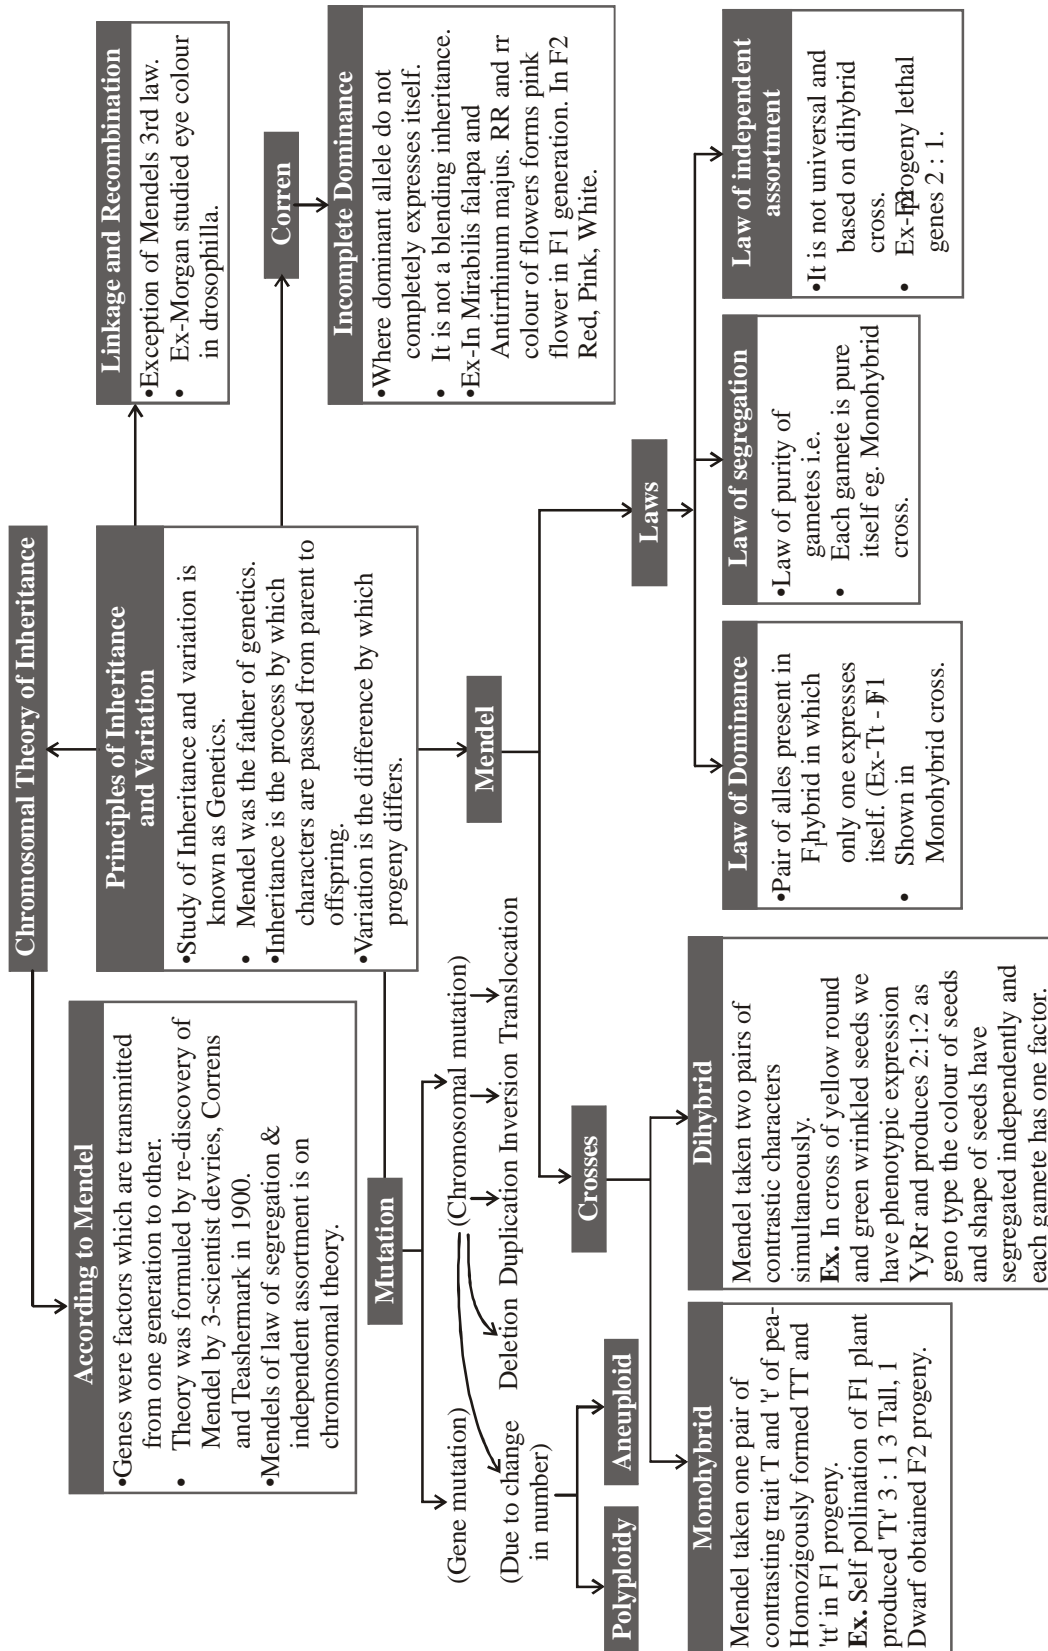 Chromosomal Theory of Inheritance
Principles of Inheritance
and Variation
•Study of Inheritance and variation is
known as Genetics.
• Mendel was the father of genetics.
•Inheritance is the process by which
characters are passed from parent to
offspring.
•Variation is the difference by which
progeny differs.
Linkage and Recombination
•Exception of Mendels 3rd law.
• Ex-Morgan studied eye colour
in drosophilla.
Corren
Incomplete Dominance
•Where dominant allele do not
completely expresses itself.
• It is not a blending inheritance.
•Ex-In Mirabilis falapa and
Antirrhinum majus. RR and rr
colour of flowers forms pink
flower in F1 generation. In F2
Red, Pink, White.
According to Mendel
•Genes were factors which are transmitted
from one generation to other.
• Theory was formuled by re-discovery of
Mendel by 3-scientist devries, Correns
and Teashermark in 1900.
•Mendels of law of segregation &
independent assortment is on
chromosomal theory.
Mutation
(Gene mutation)
(Chromosomal mutation)
(Due to change
in number)
Deletion Duplication Inversion Translocation
Polyploidy
Aneuploid
Mendel
Crosses
Monohybrid
Mendel taken one pair of
contrasting trait T and 't' of pea-
Homozigously formed TT and
'tt' in F1 progeny.
Ex. Self pollination of F1 plant
produced 'Tt' 3 : 1 3 Tall, 1
Dwarf obtained F2 progeny.
Dihybrid
Mendel taken two pairs of
contrastic characters
simultaneously.
Ex. In cross of yellow round
and green wrinkled seeds we
have phenotypic expression
YyRr and produces 2:1:2 as
geno type the colour of seeds
and shape of seeds have
segregated independently and
each gamete has one factor.
Laws
Law of Dominance
•Pair of alles present in
F1hybrid in which
only one expresses
itself. (Ex-Tt - F1
• Shown in
Monohybrid cross.
Law of segregation
•Law of purity of
gametes i.e.
• Each gamete is pure
itself eg. Monohybrid
cross.
Law of independent
assortment
•It is not universal and
based on dihybrid
cross.
• Ex-F2 progeny lethal
genes 2 : 1.